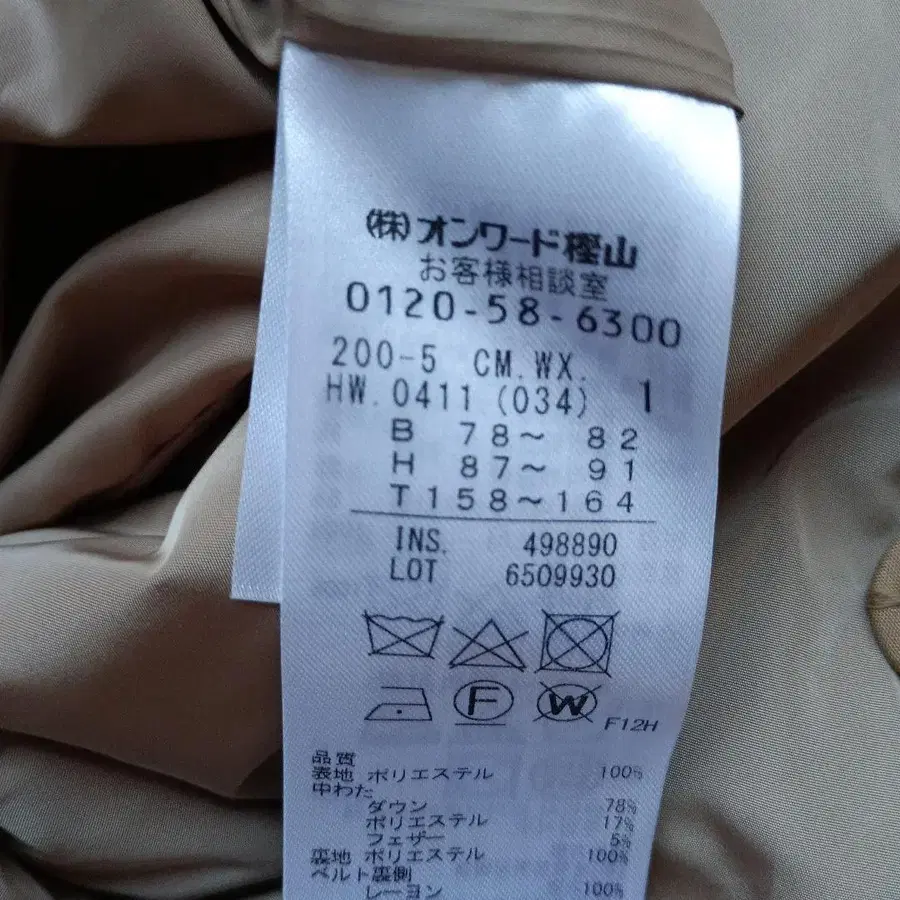 ㈱オンワード樫山
お客様相談室
0120-58-6300
200-5 CM.WX.
HW.0411(034) 1
B 78～ 82
H 87～ 91
T158～164
INS. 498890
LOT 6509930
F
W
F12H
品質
表地 ポリエステル 100%
中わた
ダウン 78%
ポリエステル 17%
フェザー 5%
裏地 ポリエステル 100%
ベルト裏側
レーヨン 100%